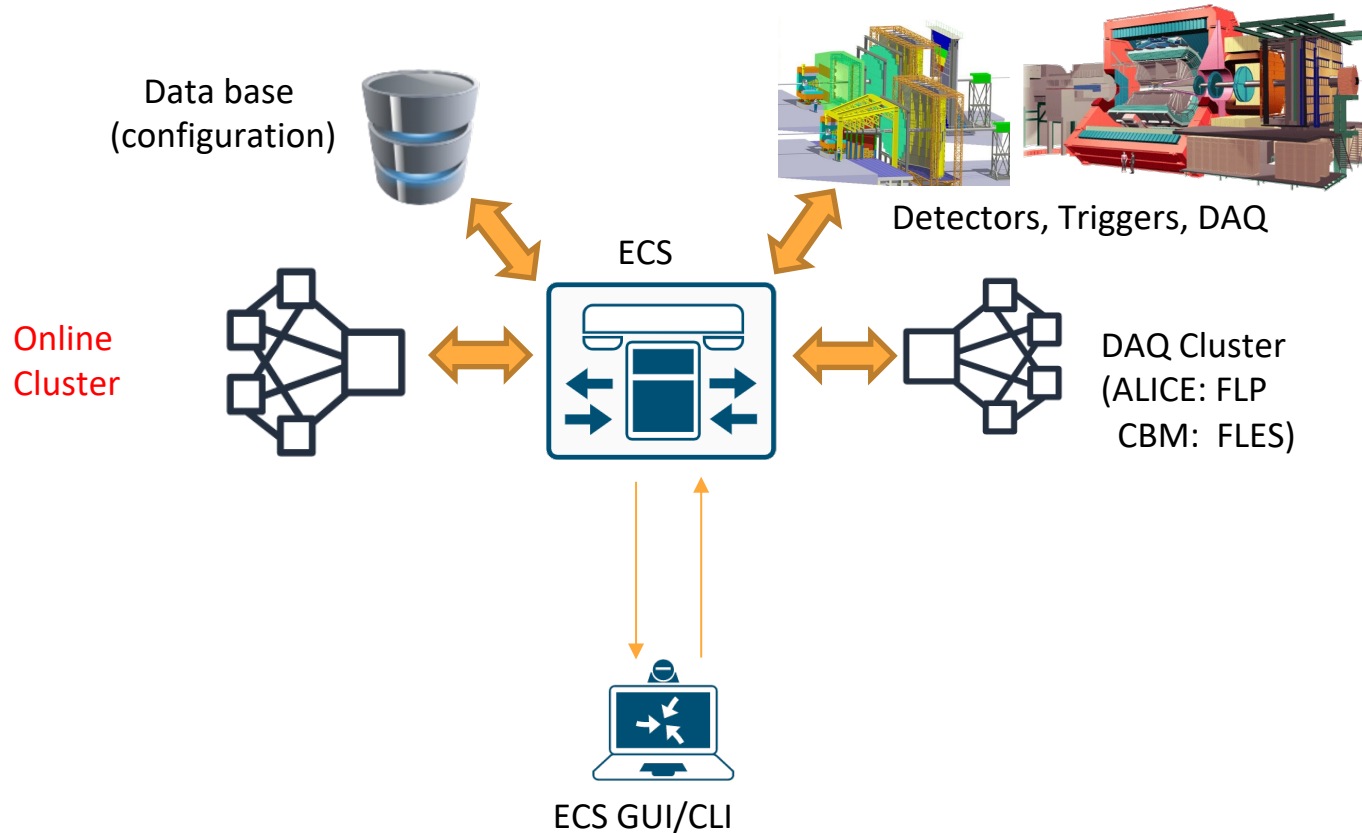 Data base
(configuration)
Detectors, Triggers, DAQ
ECS
Online
Cluster
DAQ Cluster
(ALICE: FLP
CBM: FLES)
ECS GUI/CLI